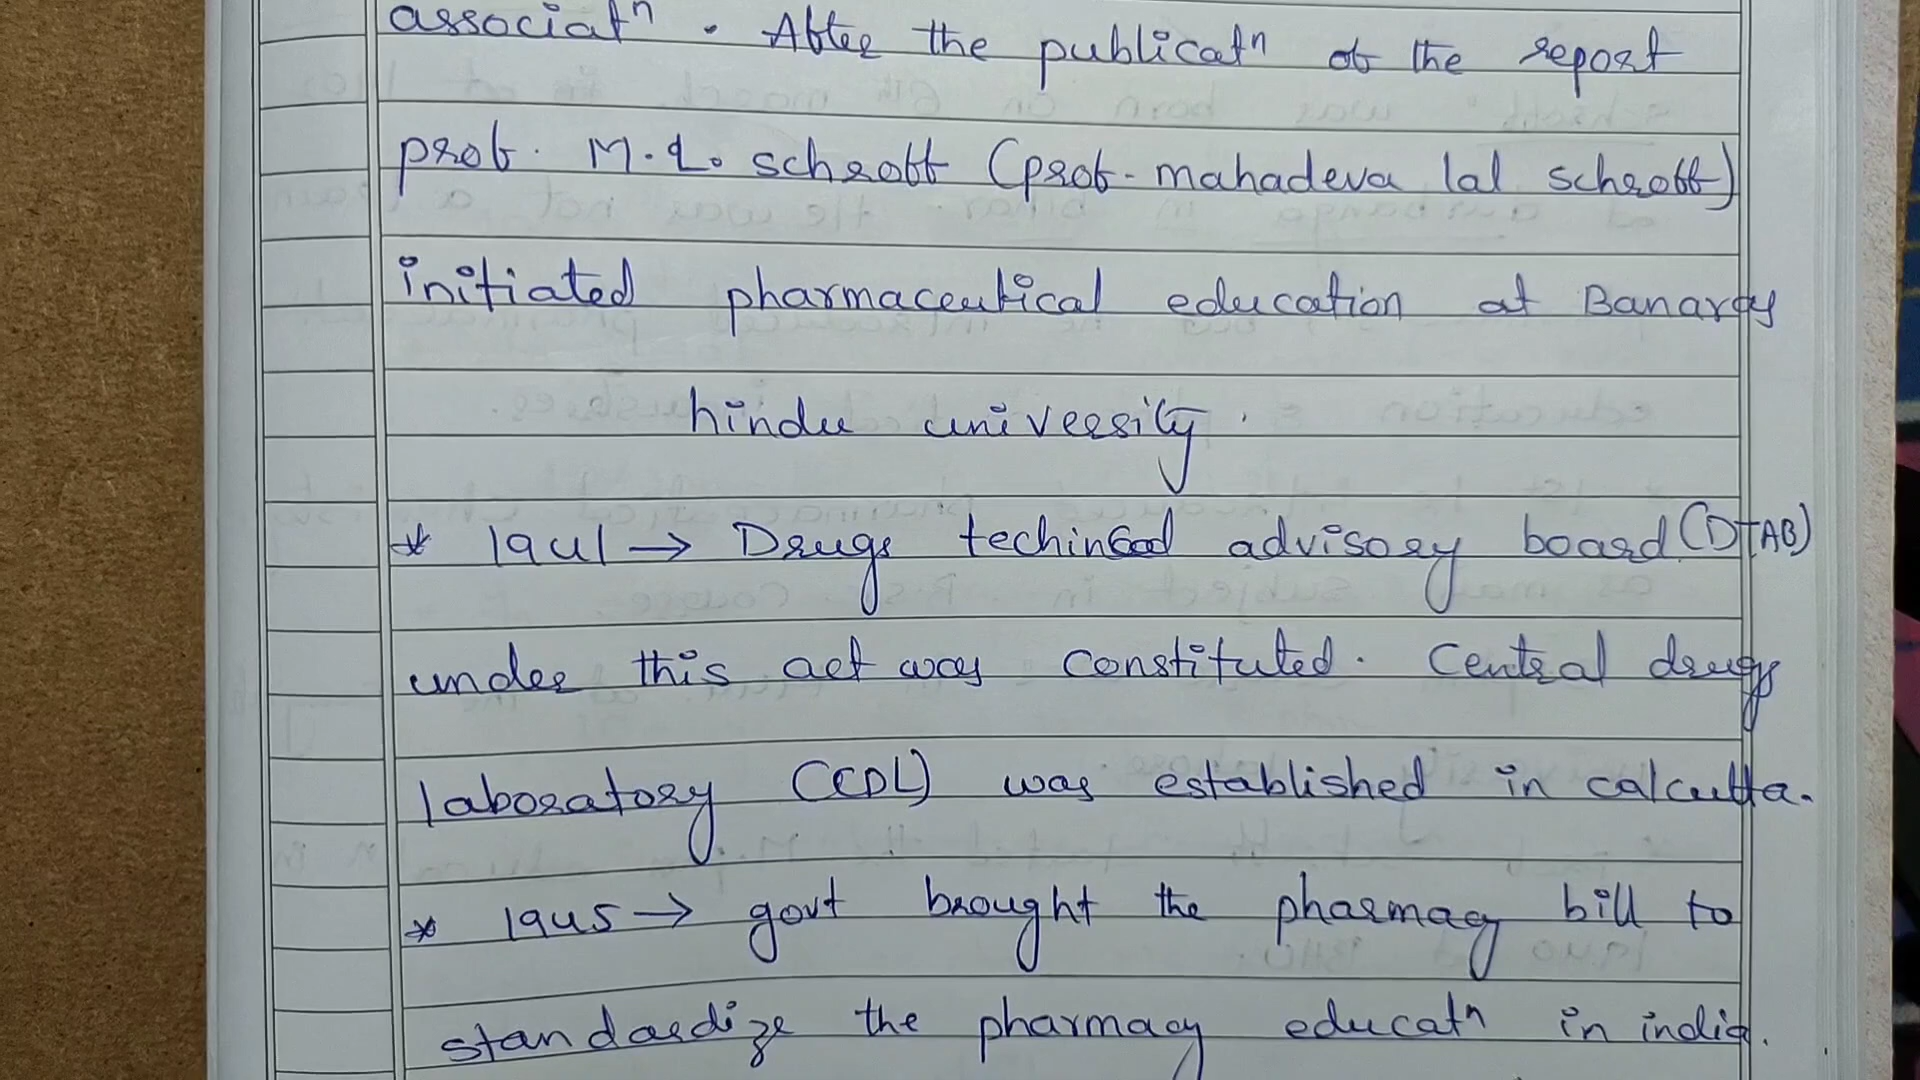 associatⁿ. After the publicatⁿ of the report
prof. M.L. schroff (prof. mahadeva lal schroff)
initiated pharmaceutical education at Banaras
hindu university.
* 1941 → Drugs techincal advisory board (DTAB)
under this act was constituted. Central drugs
laboratory (CDL) was established in calcutta.
* 1945 → govt brought the pharmacy bill to
standardize the pharmacy educatⁿ in india.